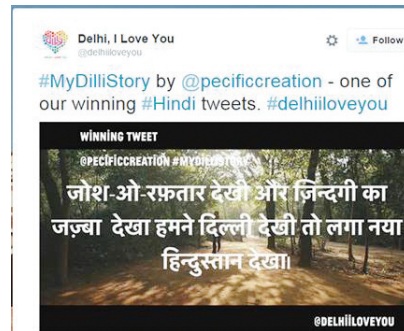 Delhi, I Love You
@delhiiloveyou
Follow
#MyDilliStory by @pecificcreation - one of
our winning #Hindi tweets. #delhiiloveyou
WINNING TWEET
@PECIFICCREATION #MYDILLISTORY
जोश-ओ-रफ़तार देखी और ज़िन्दगी का
जज़्बा देखा हमने दिल्ली देखी तो लगा नया
हिन्दुस्तान देखा।
@DELHIILOVEYOU